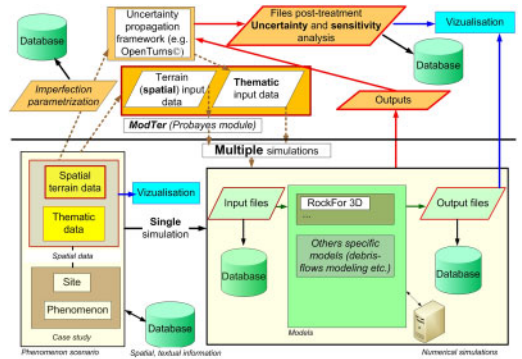 Database
Uncertainty
propagation
framework (e.g.
OpenTurns©)
Files post-treatment
Uncertainty and sensitivity
analysis
Vizualisation
Database
Imperfection
parametrization
Terrain
(spatial) input
data
Thematic
input data
ModTer (Probayes module)
Outputs
Multiple simulations
Spatial
terrain data
Thematic
data
Spatial data
Vizualisation
Single
simulation
Site
Phenomenon
Case study
Phenomenon scenario
Database
Spatial, textual information
Input files
Database
RockFor 3D
...
Others specific
models (debris-
flows modeling etc.)
Models
Output files
Database
Numerical simulations